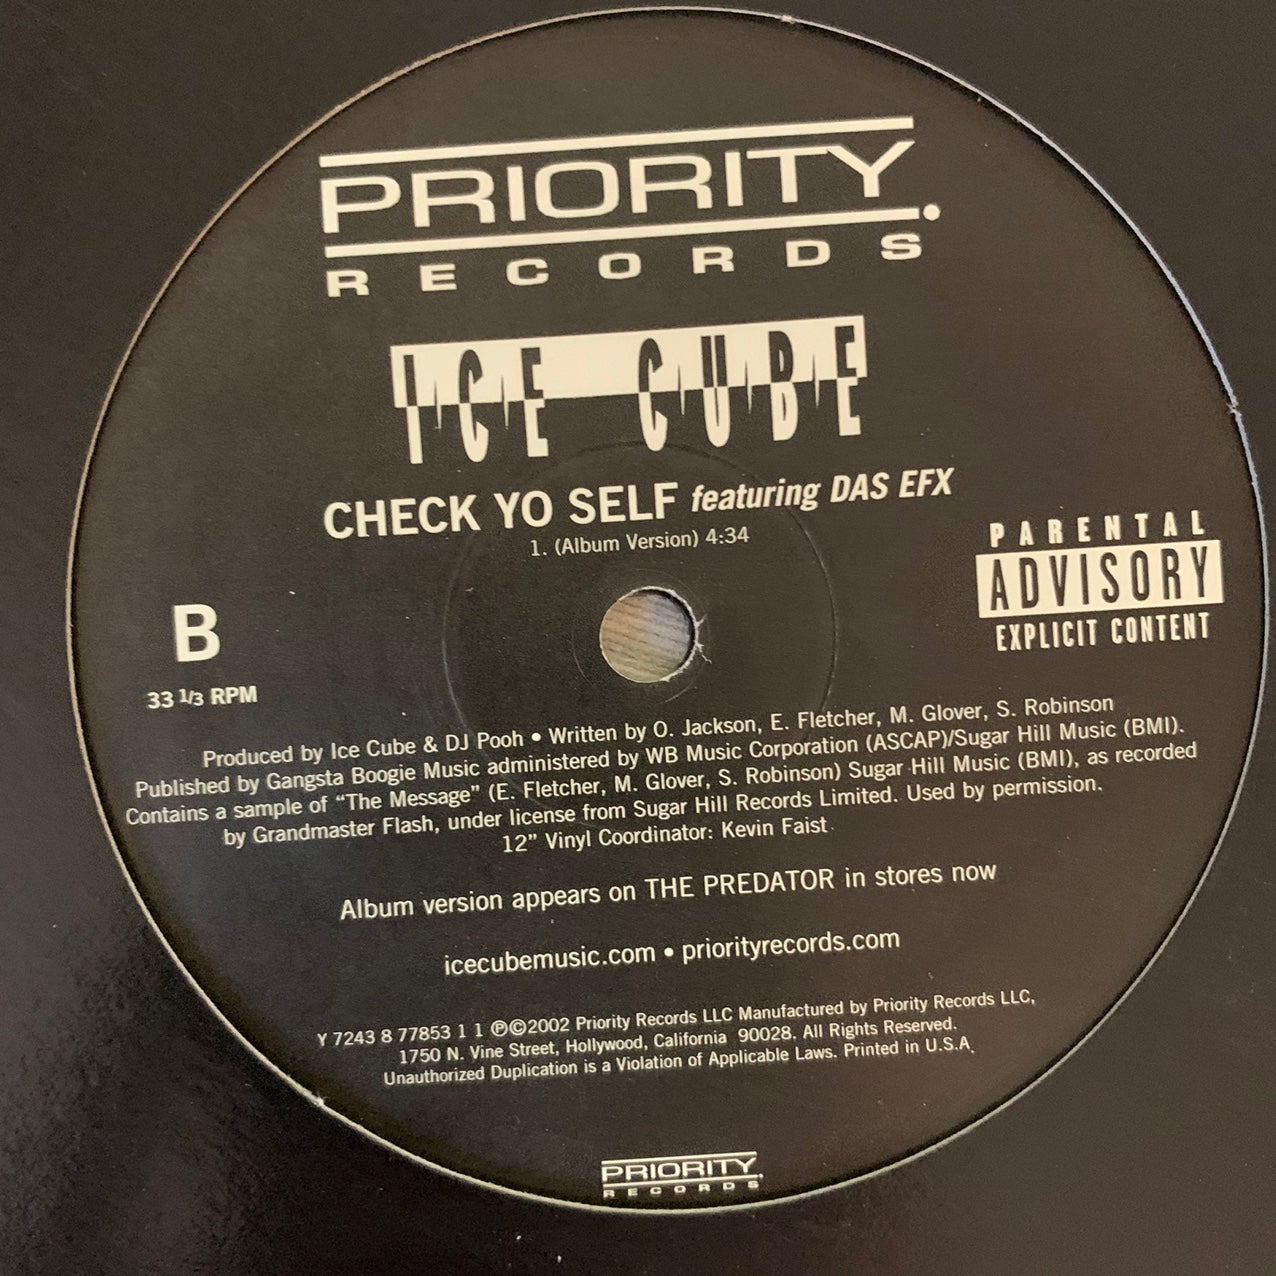 PRIORITY
RECORDS
ICE CUBE
CHECK YO SELF featuring DAS EFX
1. (Album Version) 4:34
PARENTAL
ADVISORY
EXPLICIT CONTENT
B
33 1/3 RPM
Produced by Ice Cube & DJ Pooh • Written by O. Jackson, E. Fletcher, M. Glover, S. Robinson
Published by Gangsta Boogie Music administered by WB Music Corporation (ASCAP)/Sugar Hill Music (BMI).
Contains a sample of “The Message” (E. Fletcher, M. Glover, S. Robinson) Sugar Hill Music (BMI), as recorded
by Grandmaster Flash, under license from Sugar Hill Records Limited. Used by permission.
12” Vinyl Coordinator: Kevin Faist
Album version appears on THE PREDATOR in stores now
icecubemusic.com • priorityrecords.com
Y 7243 8 77853 1 1 ℗©2002 Priority Records LLC Manufactured by Priority Records LLC,
1750 N. Vine Street, Hollywood, California 90028. All Rights Reserved.
Unauthorized Duplication is a Violation of Applicable Laws. Printed in U.S.A.
PRIORITY
RECORDS